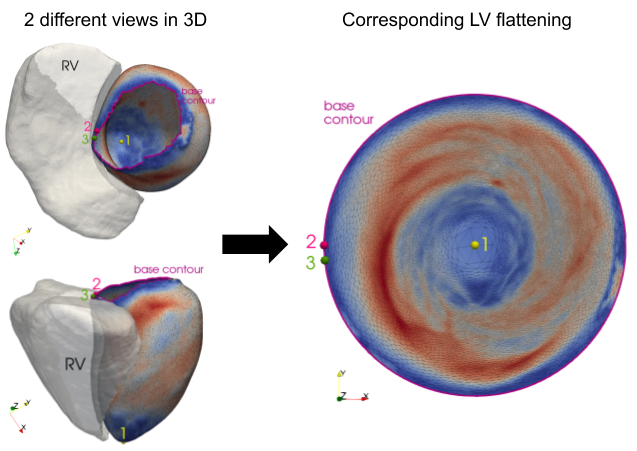 2 different views in 3D
Corresponding LV flattening
RV
base
contour
2
3
1
Y
X
Z
base contour
2
3
RV
1
Z
Y
X
base
contour
2
3
1
Y
Z
X